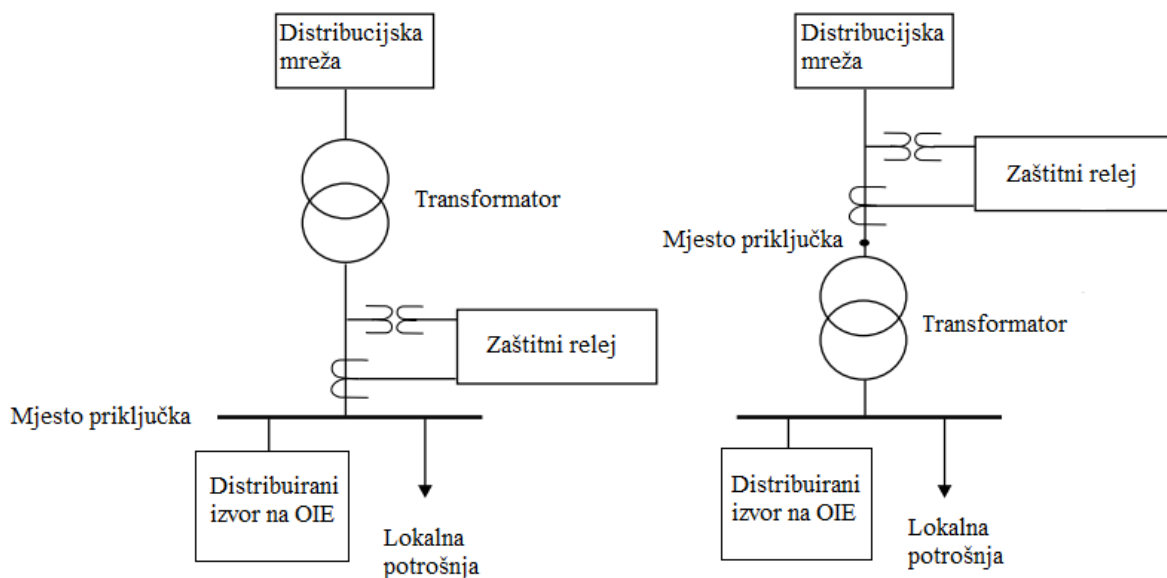 Distribucijska
mreža
Transformator
Zaštitni relej
Mjesto priključka
Distribuirani
izvor na OIE
Lokalna
potrošnja
Distribucijska
mreža
Zaštitni relej
Mjesto priključka
Transformator
Distribuirani
izvor na OIE
Lokalna
potrošnja